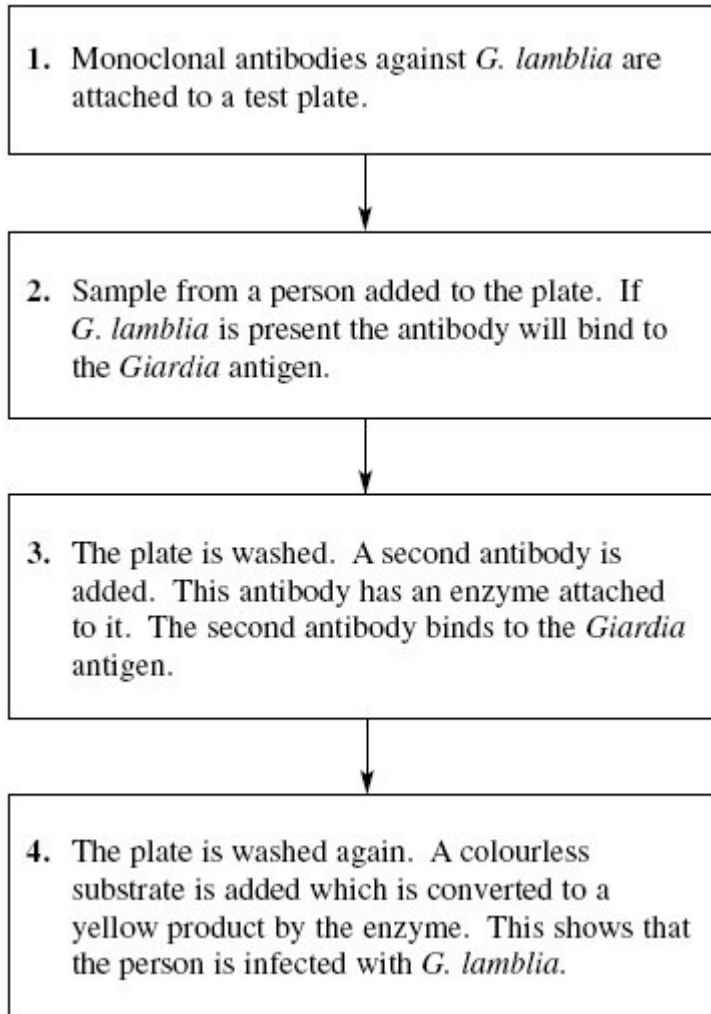 1. Monoclonal antibodies against G. lamblia are
attached to a test plate.
2. Sample from a person added to the plate. If
G. lamblia is present the antibody will bind to
the Giardia antigen.
3. The plate is washed. A second antibody is
added. This antibody has an enzyme attached
to it. The second antibody binds to the Giardia
antigen.
4. The plate is washed again. A colourless
substrate is added which is converted to a
yellow product by the enzyme. This shows that
the person is infected with G. lamblia.